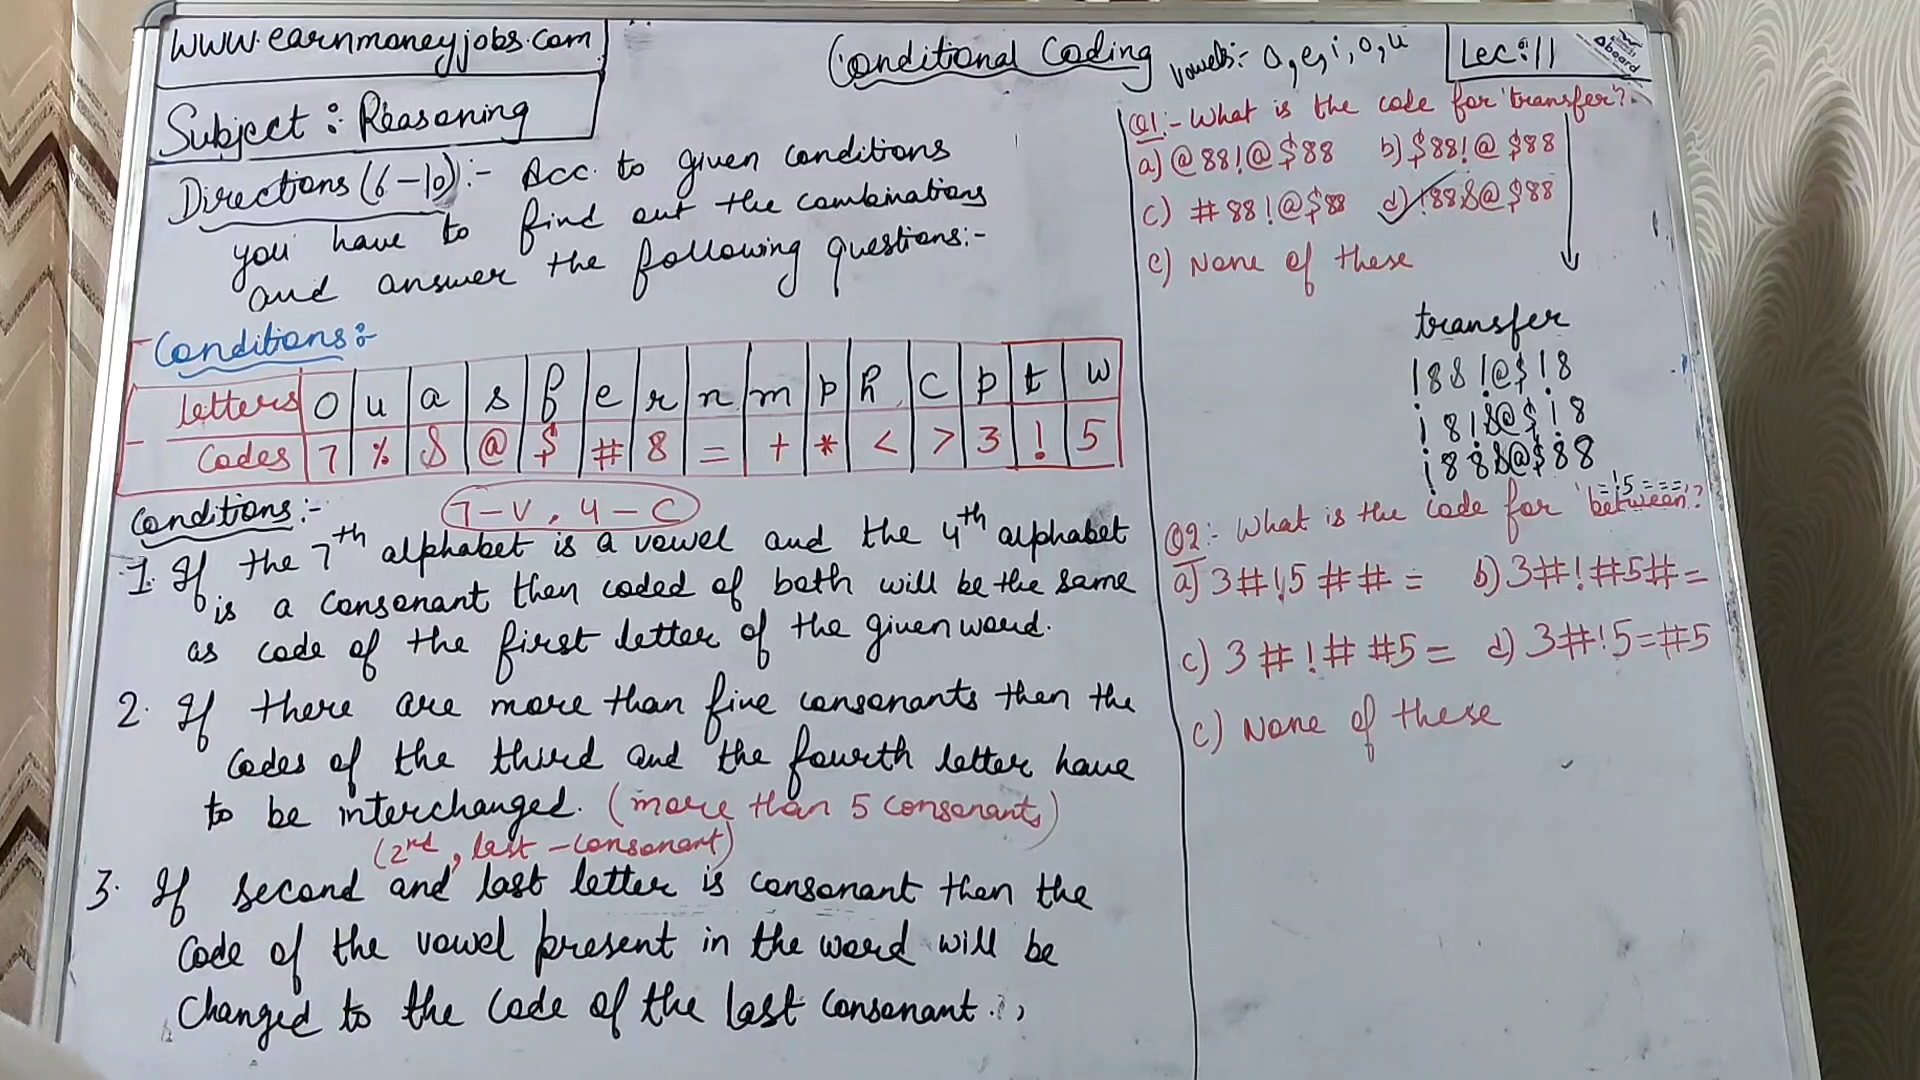 www.earnmoneyjobs.com
Conditional Coding
vowels:- a, e, i, o, u
Lec:11
Subject : Reasoning
Directions (6-10):- Acc. to given conditions
you have to find out the combinations
and answer the following questions:-
Conditions:-
letters o u a s f e r n m p h c p t w
Codes 7 % & @ $ # 8 = + * < > 3 ! 5
Conditions:- 7-V, 4-C
1. If the 7th alphabet is a vowel and the 4th alphabet
is a consonant then coded of both will be the same
as code of the first letter of the given word.
2. If there are more than five consonants then the
Codes of the third and the fourth letter have
to be interchanged. (more than 5 consonants)
(2nd, last-consonant)
3. If second and last letter is consonant then the
Code of the vowel present in the word will be
Changed to the code of the last consonant.
Q1:- What is the code for 'transfer'?
a) @88!@$88 b) $88!@$88
c) #88!@$88 d) !88&@$88
e) None of these
transfer
!88!@$!8
!8!&@$!8
!88&@$88
=!5===
Q2:- What is the code for 'between'?
a) 3#!5##= b) 3#!#5#=
c) 3#!##5= d) 3#!5=#5
e) None of these